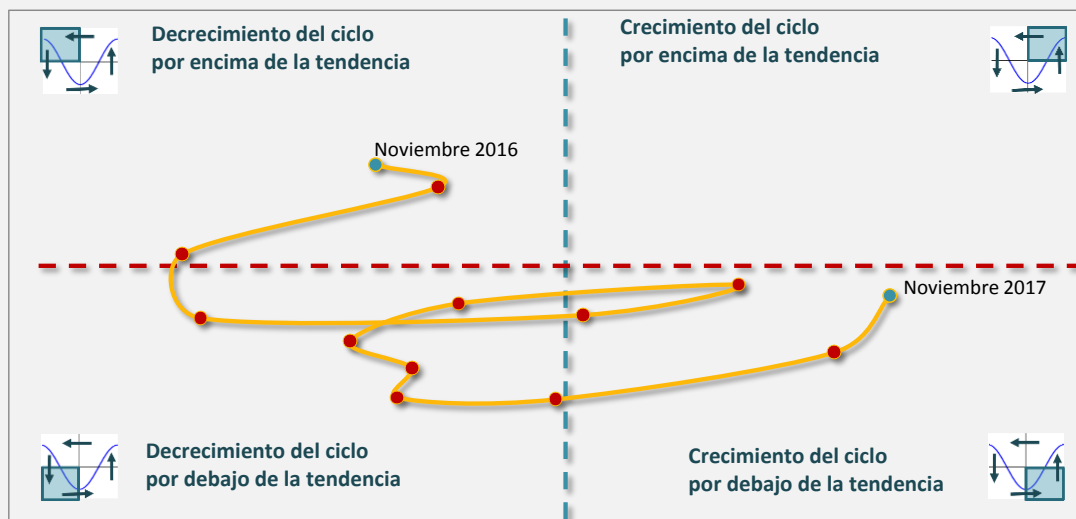 Decrecimiento del ciclo
por encima de la tendencia
Crecimiento del ciclo
por encima de la tendencia
Noviembre 2016
Noviembre 2017
Decrecimiento del ciclo
por debajo de la tendencia
Crecimiento del ciclo
por debajo de la tendencia